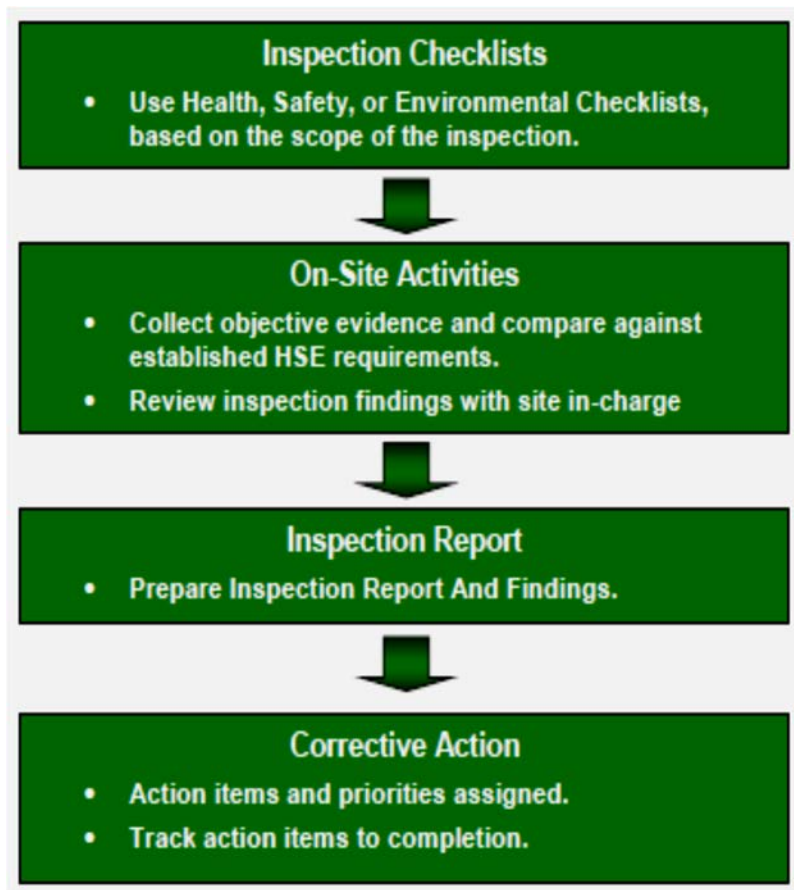 Inspection Checklists
• Use Health, Safety, or Environmental Checklists,
based on the scope of the inspection.
On-Site Activities
• Collect objective evidence and compare against
established HSE requirements.
• Review inspection findings with site in-charge
Inspection Report
• Prepare Inspection Report And Findings.
Corrective Action
• Action items and priorities assigned.
• Track action items to completion.